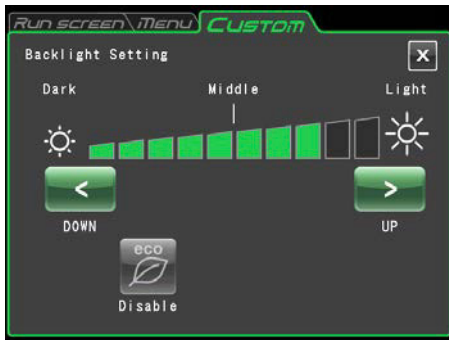 Run screen Menu Custom
Backlight Setting X
Dark Middle Light
< >
DOWN UP
eco
Disable